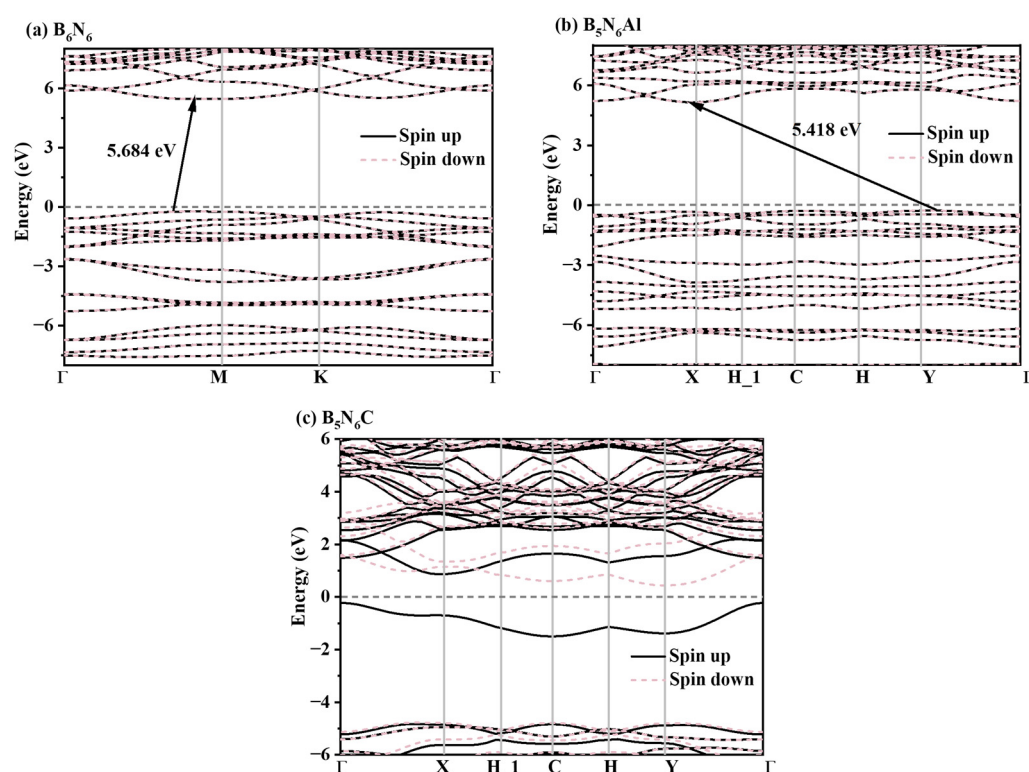 (a) B₆N₆
6
3
0
−3
−6
Energy (eV)
5.684 eV
Spin up
Spin down
Γ M K Γ
(b) B₅N₆Al
6
3
0
−3
−6
Energy (eV)
5.418 eV
Spin up
Spin down
Γ X H_1 C H Y Γ
(c) B₅N₆C
6
4
2
0
−2
−4
−6
Energy (eV)
Spin up
Spin down
Γ X H_1 C H Y Γ